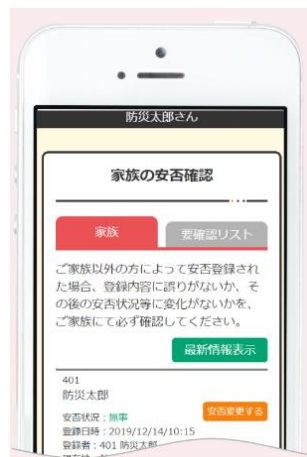 防災太郎さん
家族の安否確認
家族
要確認リスト
ご家族以外の方によって安否登録され
た場合、登録内容に誤りがないか、そ
の後の安否状況等に変化がないかを、
ご家族にて必ず確認してください。
最新情報表示
401
防災太郎
安否状況：無事
安否変更する
登録日時：2019/12/14/10:15
登録者：401 防災太郎